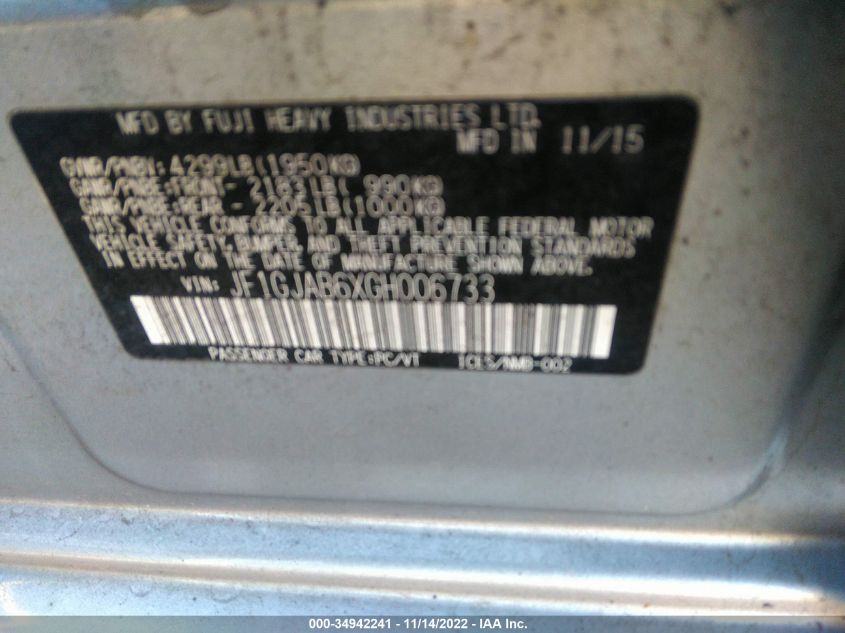 MFD BY FUJI HEAVY INDUSTRIES LTD.
MFD IN 11/15
GVWR/PNBV: 4299LB(1950KG)
GAWR/PNBE:FRONT- 2183LB( 990KG)
GAWR/PNBE:REAR - 2205LB(1000KG)
THIS VEHICLE CONFORMS TO ALL APPLICABLE FEDERAL MOTOR
VEHICLE SAFETY,BUMPER, AND THEFT PREVENTION STANDARDS
IN EFFECT ON THE DATE OF MANUFACTURE SHOWN ABOVE.
VIN: JF1GJAB6XGH006733
PASSENGER CAR TYPE:PC/VT
000-34942241 - 11/14/2022 - IAA Inc.